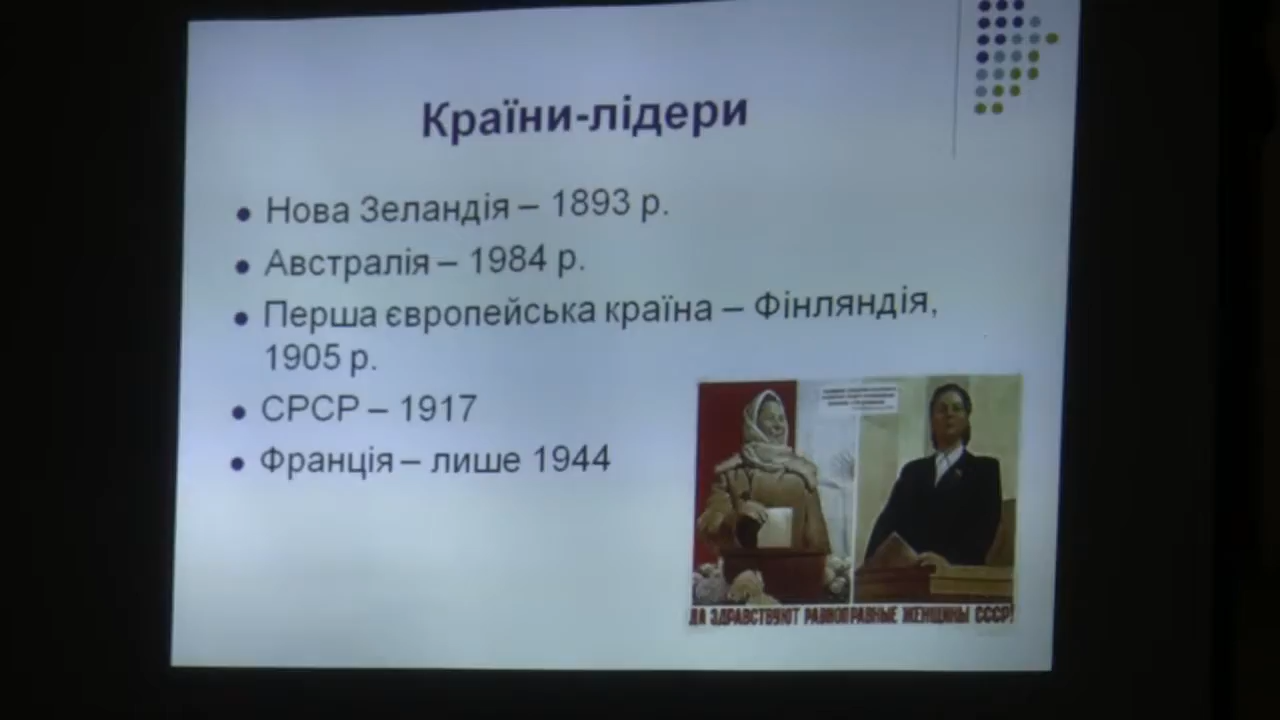 Країни-лідери
Нова Зеландія – 1893 р.
Австралія – 1984 р.
Перша європейська країна – Фінляндія,
1905 р.
СРСР – 1917
Франція – лише 1944
ДА ЗДРАВСТВУЮТ РАВНОПРАВНЫЕ ЖЕНЩИНЫ СССР!